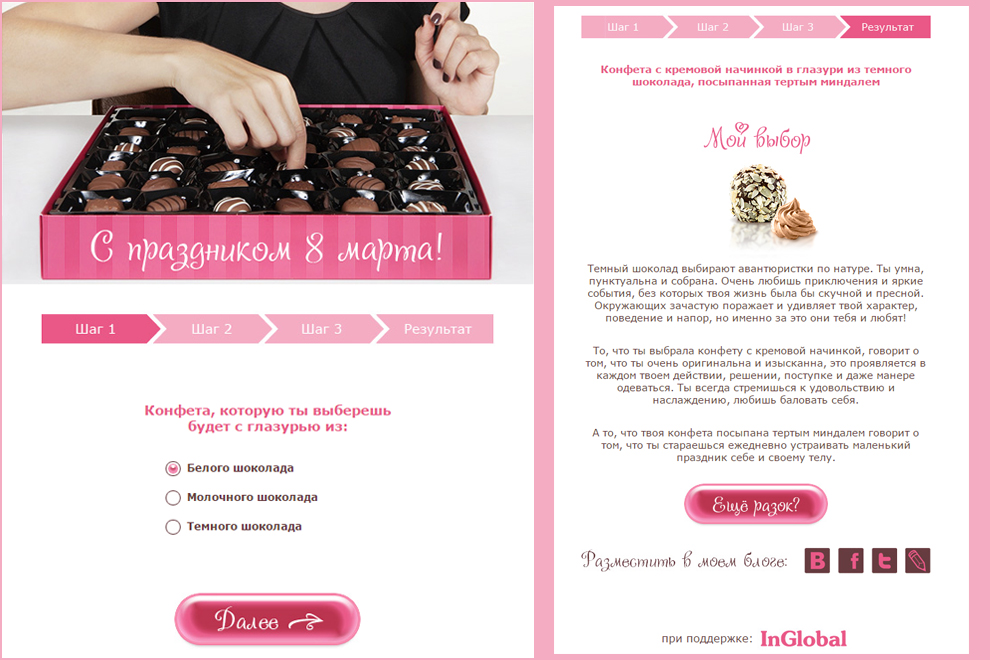 С праздником 8 марта!
Шаг 1 Шаг 2 Шаг 3 Результат
Конфета, которую ты выберешь
будет с глазурью из:
Белого шоколада
Молочного шоколада
Темного шоколада
Далее
Шаг 1 Шаг 2 Шаг 3 Результат
Конфета с кремовой начинкой в глазури из темного
шоколада, посыпанная тертым миндалем
Мой выбор
Темный шоколад выбирают авантюристки по натуре. Ты умна,
пунктуальна и собрана. Очень любишь приключения и яркие
события, без которых твоя жизнь была бы скучной и пресной.
Окружающих зачастую поражает и удивляет твой характер,
поведение и напор, но именно за это они тебя и любят!
То, что ты выбрала конфету с кремовой начинкой, говорит о
том, что ты очень оригинальна и изысканна, это проявляется в
каждом твоем действии, решении, поступке и даже манере
одеваться. Ты всегда стремишься к удовольствию и
наслаждению, любишь баловать себя.
А то, что твоя конфета посыпана тертым миндалем говорит о
том, что ты стараешься ежедневно устраивать маленький
праздник себе и своему телу.
Ещё разок?
Разместить в моем блоге: B f t
при поддержке: InGlobal